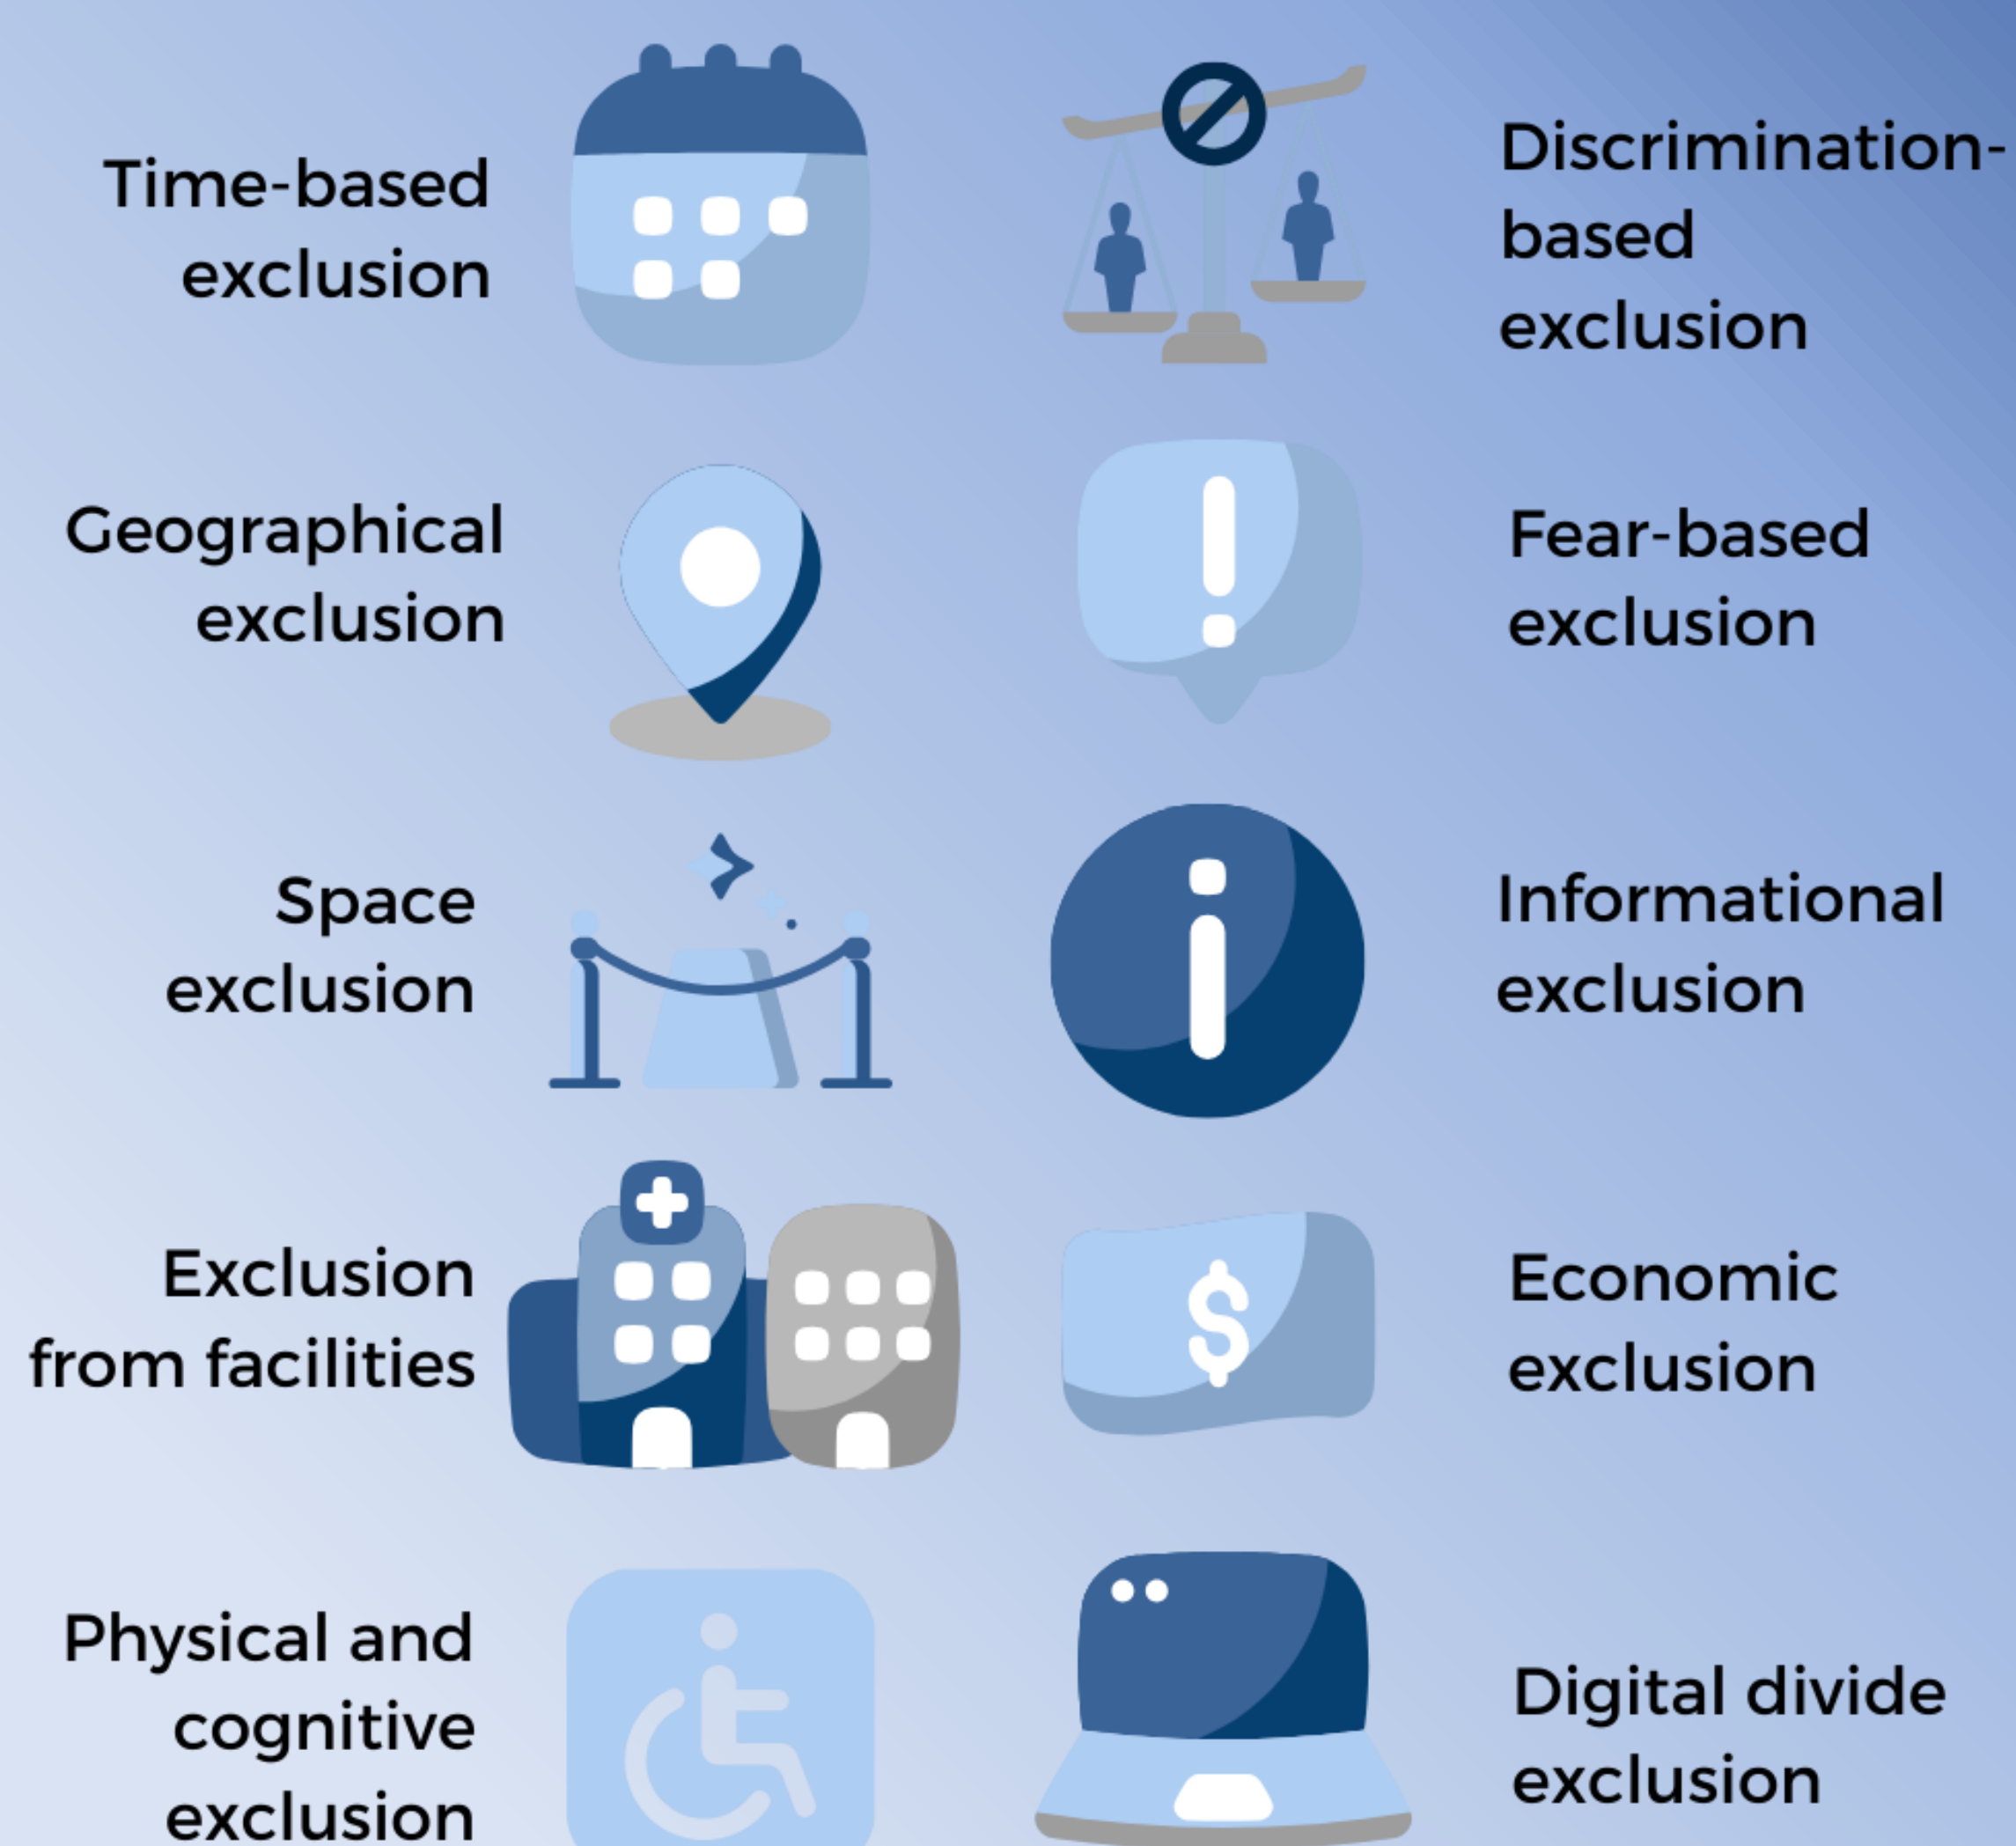 Time-based
exclusion
Discrimination-
based
exclusion
Geographical
exclusion
Fear-based
exclusion
Space
exclusion
Informational
exclusion
Exclusion
from facilities
$
Economic
exclusion
Physical and
cognitive
exclusion
Digital divide
exclusion